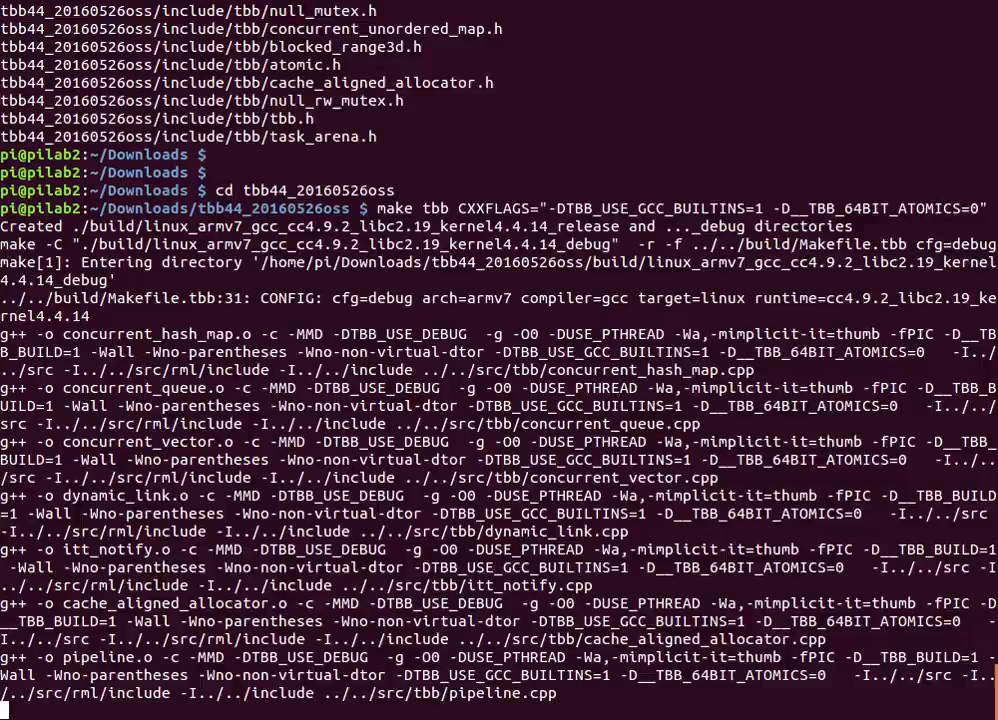 tbb44_20160526oss/include/tbb/null_mutex.h
tbb44_20160526oss/include/tbb/concurrent_unordered_map.h
tbb44_20160526oss/include/tbb/blocked_range3d.h
tbb44_20160526oss/include/tbb/atomic.h
tbb44_20160526oss/include/tbb/cache_aligned_allocator.h
tbb44_20160526oss/include/tbb/null_rw_mutex.h
tbb44_20160526oss/include/tbb/tbb.h
tbb44_20160526oss/include/tbb/task_arena.h
pi@pilab2:~/Downloads $
pi@pilab2:~/Downloads $
pi@pilab2:~/Downloads $ cd tbb44_20160526oss
pi@pilab2:~/Downloads/tbb44_20160526oss $ make tbb CXXFLAGS="-DTBB_USE_GCC_BUILTINS=1 -D__TBB_64BIT_ATOMICS=0"
Created ./build/linux_armv7_gcc_cc4.9.2_libc2.19_kernel4.4.14_release and ..._debug directories
make -C "./build/linux_armv7_gcc_cc4.9.2_libc2.19_kernel4.4.14_debug"  -r -f ../../build/Makefile.tbb cfg=debug
make[1]: Entering directory '/home/pi/Downloads/tbb44_20160526oss/build/linux_armv7_gcc_cc4.9.2_libc2.19_kernel
4.4.14_debug'
../../build/Makefile.tbb:31: CONFIG: cfg=debug arch=armv7 compiler=gcc target=linux runtime=cc4.9.2_libc2.19_ke
rnel4.4.14
g++ -o concurrent_hash_map.o -c -MMD -DTBB_USE_DEBUG  -g -O0 -DUSE_PTHREAD -Wa,-mimplicit-it=thumb -fPIC -D__TB
B_BUILD=1 -Wall -Wno-parentheses -Wno-non-virtual-dtor -DTBB_USE_GCC_BUILTINS=1 -D__TBB_64BIT_ATOMICS=0   -I../
../src -I../../src/rml/include -I../../include ../../src/tbb/concurrent_hash_map.cpp
g++ -o concurrent_queue.o -c -MMD -DTBB_USE_DEBUG  -g -O0 -DUSE_PTHREAD -Wa,-mimplicit-it=thumb -fPIC -D__TBB_B
UILD=1 -Wall -Wno-parentheses -Wno-non-virtual-dtor -DTBB_USE_GCC_BUILTINS=1 -D__TBB_64BIT_ATOMICS=0   -I../../
src -I../../src/rml/include -I../../include ../../src/tbb/concurrent_queue.cpp
g++ -o concurrent_vector.o -c -MMD -DTBB_USE_DEBUG  -g -O0 -DUSE_PTHREAD -Wa,-mimplicit-it=thumb -fPIC -D__TBB_
BUILD=1 -Wall -Wno-parentheses -Wno-non-virtual-dtor -DTBB_USE_GCC_BUILTINS=1 -D__TBB_64BIT_ATOMICS=0   -I../..
/src -I../../src/rml/include -I../../include ../../src/tbb/concurrent_vector.cpp
g++ -o dynamic_link.o -c -MMD -DTBB_USE_DEBUG  -g -O0 -DUSE_PTHREAD -Wa,-mimplicit-it=thumb -fPIC -D__TBB_BUILD
=1 -Wall -Wno-parentheses -Wno-non-virtual-dtor -DTBB_USE_GCC_BUILTINS=1 -D__TBB_64BIT_ATOMICS=0   -I../../src 
-I../../src/rml/include -I../../include ../../src/tbb/dynamic_link.cpp
g++ -o itt_notify.o -c -MMD -DTBB_USE_DEBUG  -g -O0 -DUSE_PTHREAD -Wa,-mimplicit-it=thumb -fPIC -D__TBB_BUILD=1
 -Wall -Wno-parentheses -Wno-non-virtual-dtor -DTBB_USE_GCC_BUILTINS=1 -D__TBB_64BIT_ATOMICS=0   -I../../src -I
../../src/rml/include -I../../include ../../src/tbb/itt_notify.cpp
g++ -o cache_aligned_allocator.o -c -MMD -DTBB_USE_DEBUG  -g -O0 -DUSE_PTHREAD -Wa,-mimplicit-it=thumb -fPIC -D
__TBB_BUILD=1 -Wall -Wno-parentheses -Wno-non-virtual-dtor -DTBB_USE_GCC_BUILTINS=1 -D__TBB_64BIT_ATOMICS=0   -
I../../src -I../../src/rml/include -I../../include ../../src/tbb/cache_aligned_allocator.cpp
g++ -o pipeline.o -c -MMD -DTBB_USE_DEBUG  -g -O0 -DUSE_PTHREAD -Wa,-mimplicit-it=thumb -fPIC -D__TBB_BUILD=1 -
Wall -Wno-parentheses -Wno-non-virtual-dtor -DTBB_USE_GCC_BUILTINS=1 -D__TBB_64BIT_ATOMICS=0   -I../../src -I..
/../src/rml/include -I../../include ../../src/tbb/pipeline.cpp